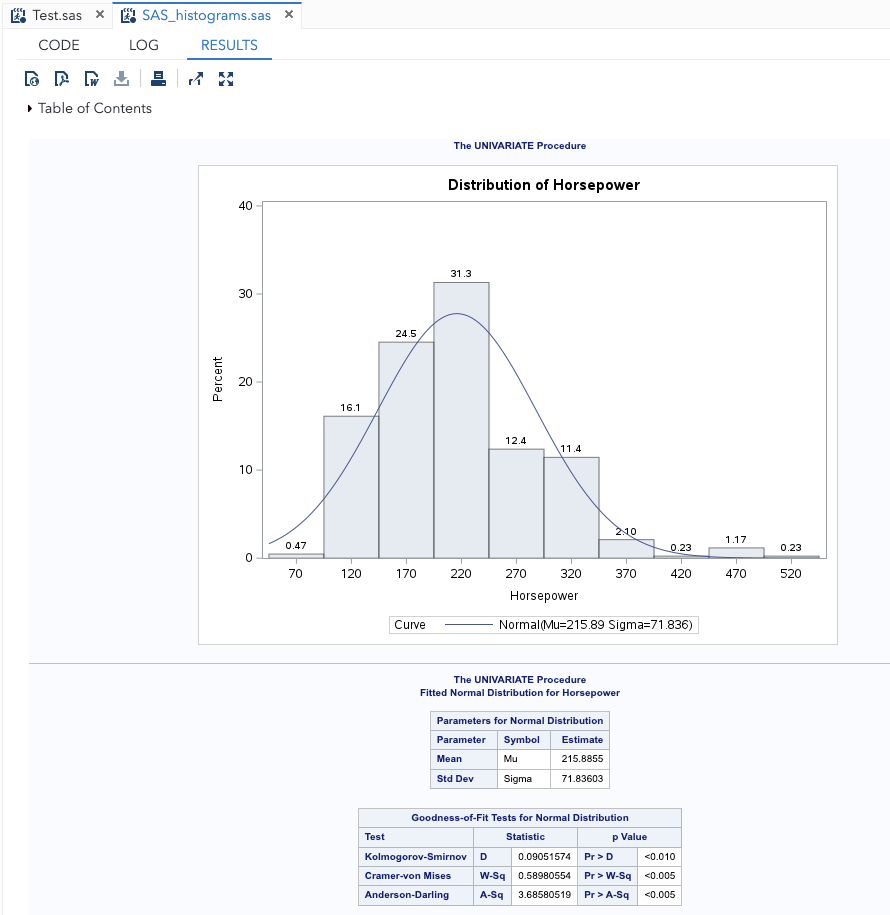 Test.sas × SAS_histograms.sas ×
CODE LOG RESULTS
Table of Contents
The UNIVARIATE Procedure
Distribution of Horsepower
40
30
20
10
0
Percent
0.47 16.1 24.5 31.3 12.4 11.4 2.10 0.23 1.17 0.23
70 120 170 220 270 320 370 420 470 520
Horsepower
Curve Normal(Mu=215.89 Sigma=71.836)
The UNIVARIATE Procedure
Fitted Normal Distribution for Horsepower
Parameters for Normal Distribution
Parameter Symbol Estimate
Mean Mu 215.8855
Std Dev Sigma 71.83603
Goodness-of-Fit Tests for Normal Distribution
Test Statistic p Value
Kolmogorov-Smirnov D 0.09051574 Pr > D <0.010
Cramer-von Mises W-Sq 0.58980554 Pr > W-Sq <0.005
Anderson-Darling A-Sq 3.68580519 Pr > A-Sq <0.005